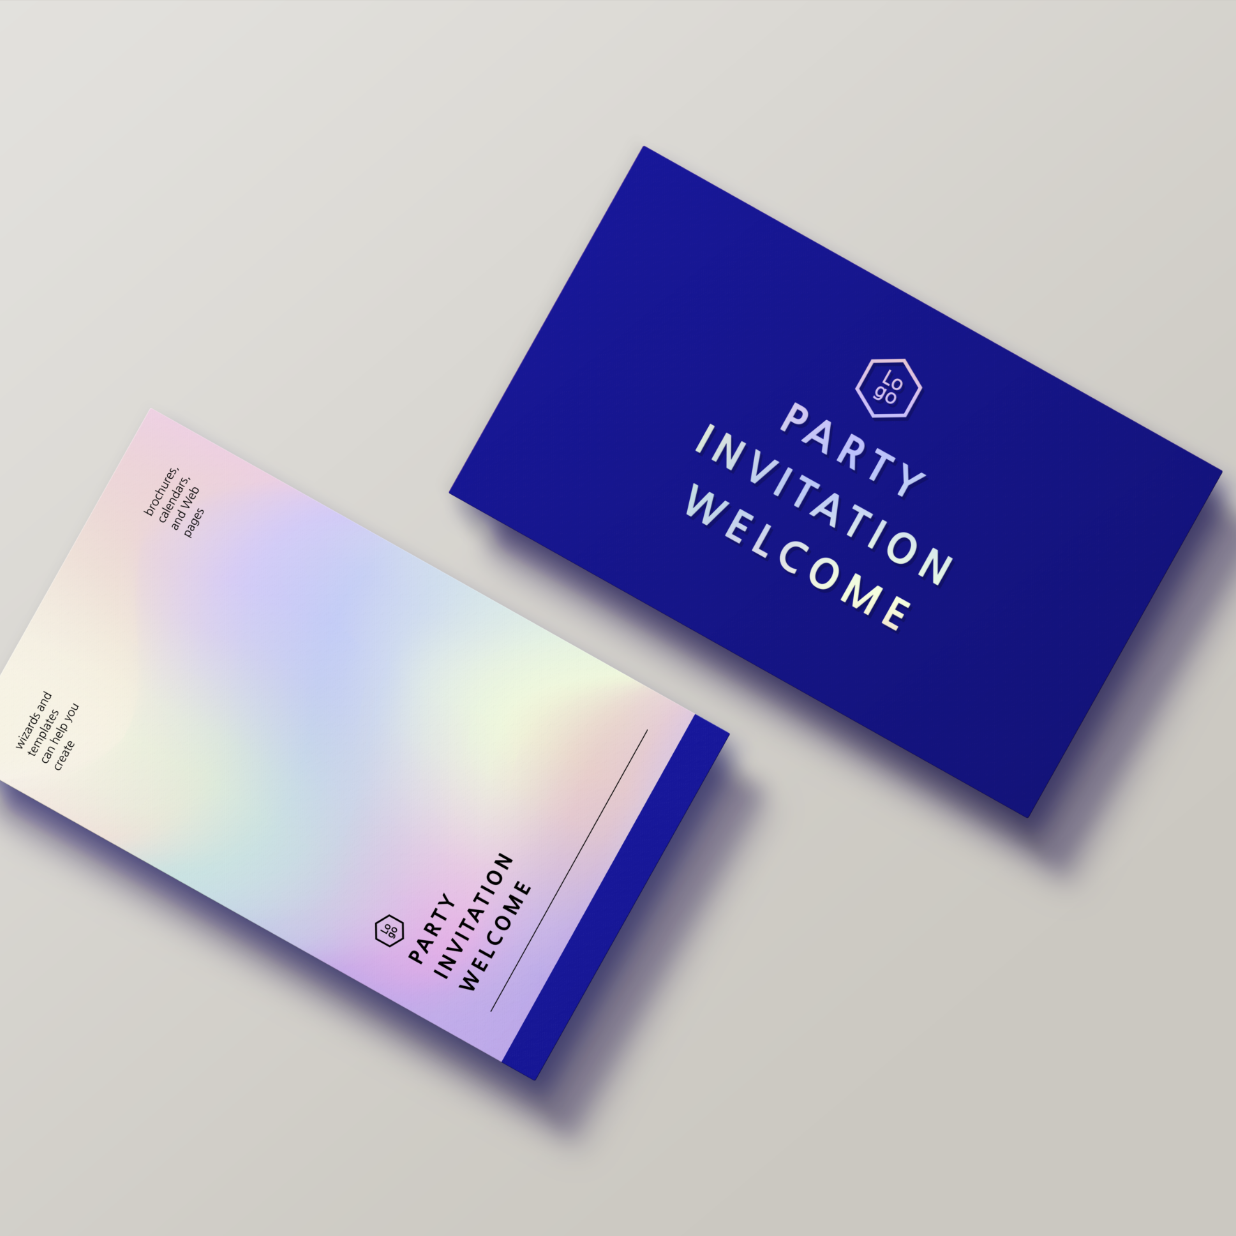 Lo
go
PARTY
INVITATION
WELCOME
brochures,
calendars,
and Web
pages
wizards and
templates
can help you
create
Lo
go
PARTY
INVITATION
WELCOME